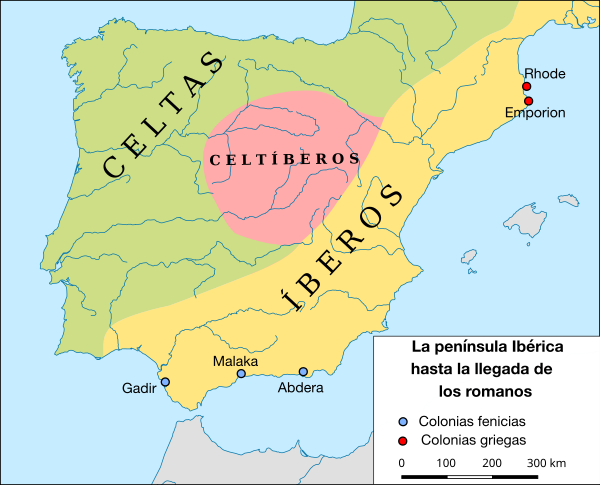 CELTAS
Rhode
Emporion
CELTÍBEROS
ÍBEROS
Malaka
Gadir
Abdera
La península Ibérica
hasta la llegada de
los romanos
Colonias fenicias
Colonias griegas
0 100 200 300 km